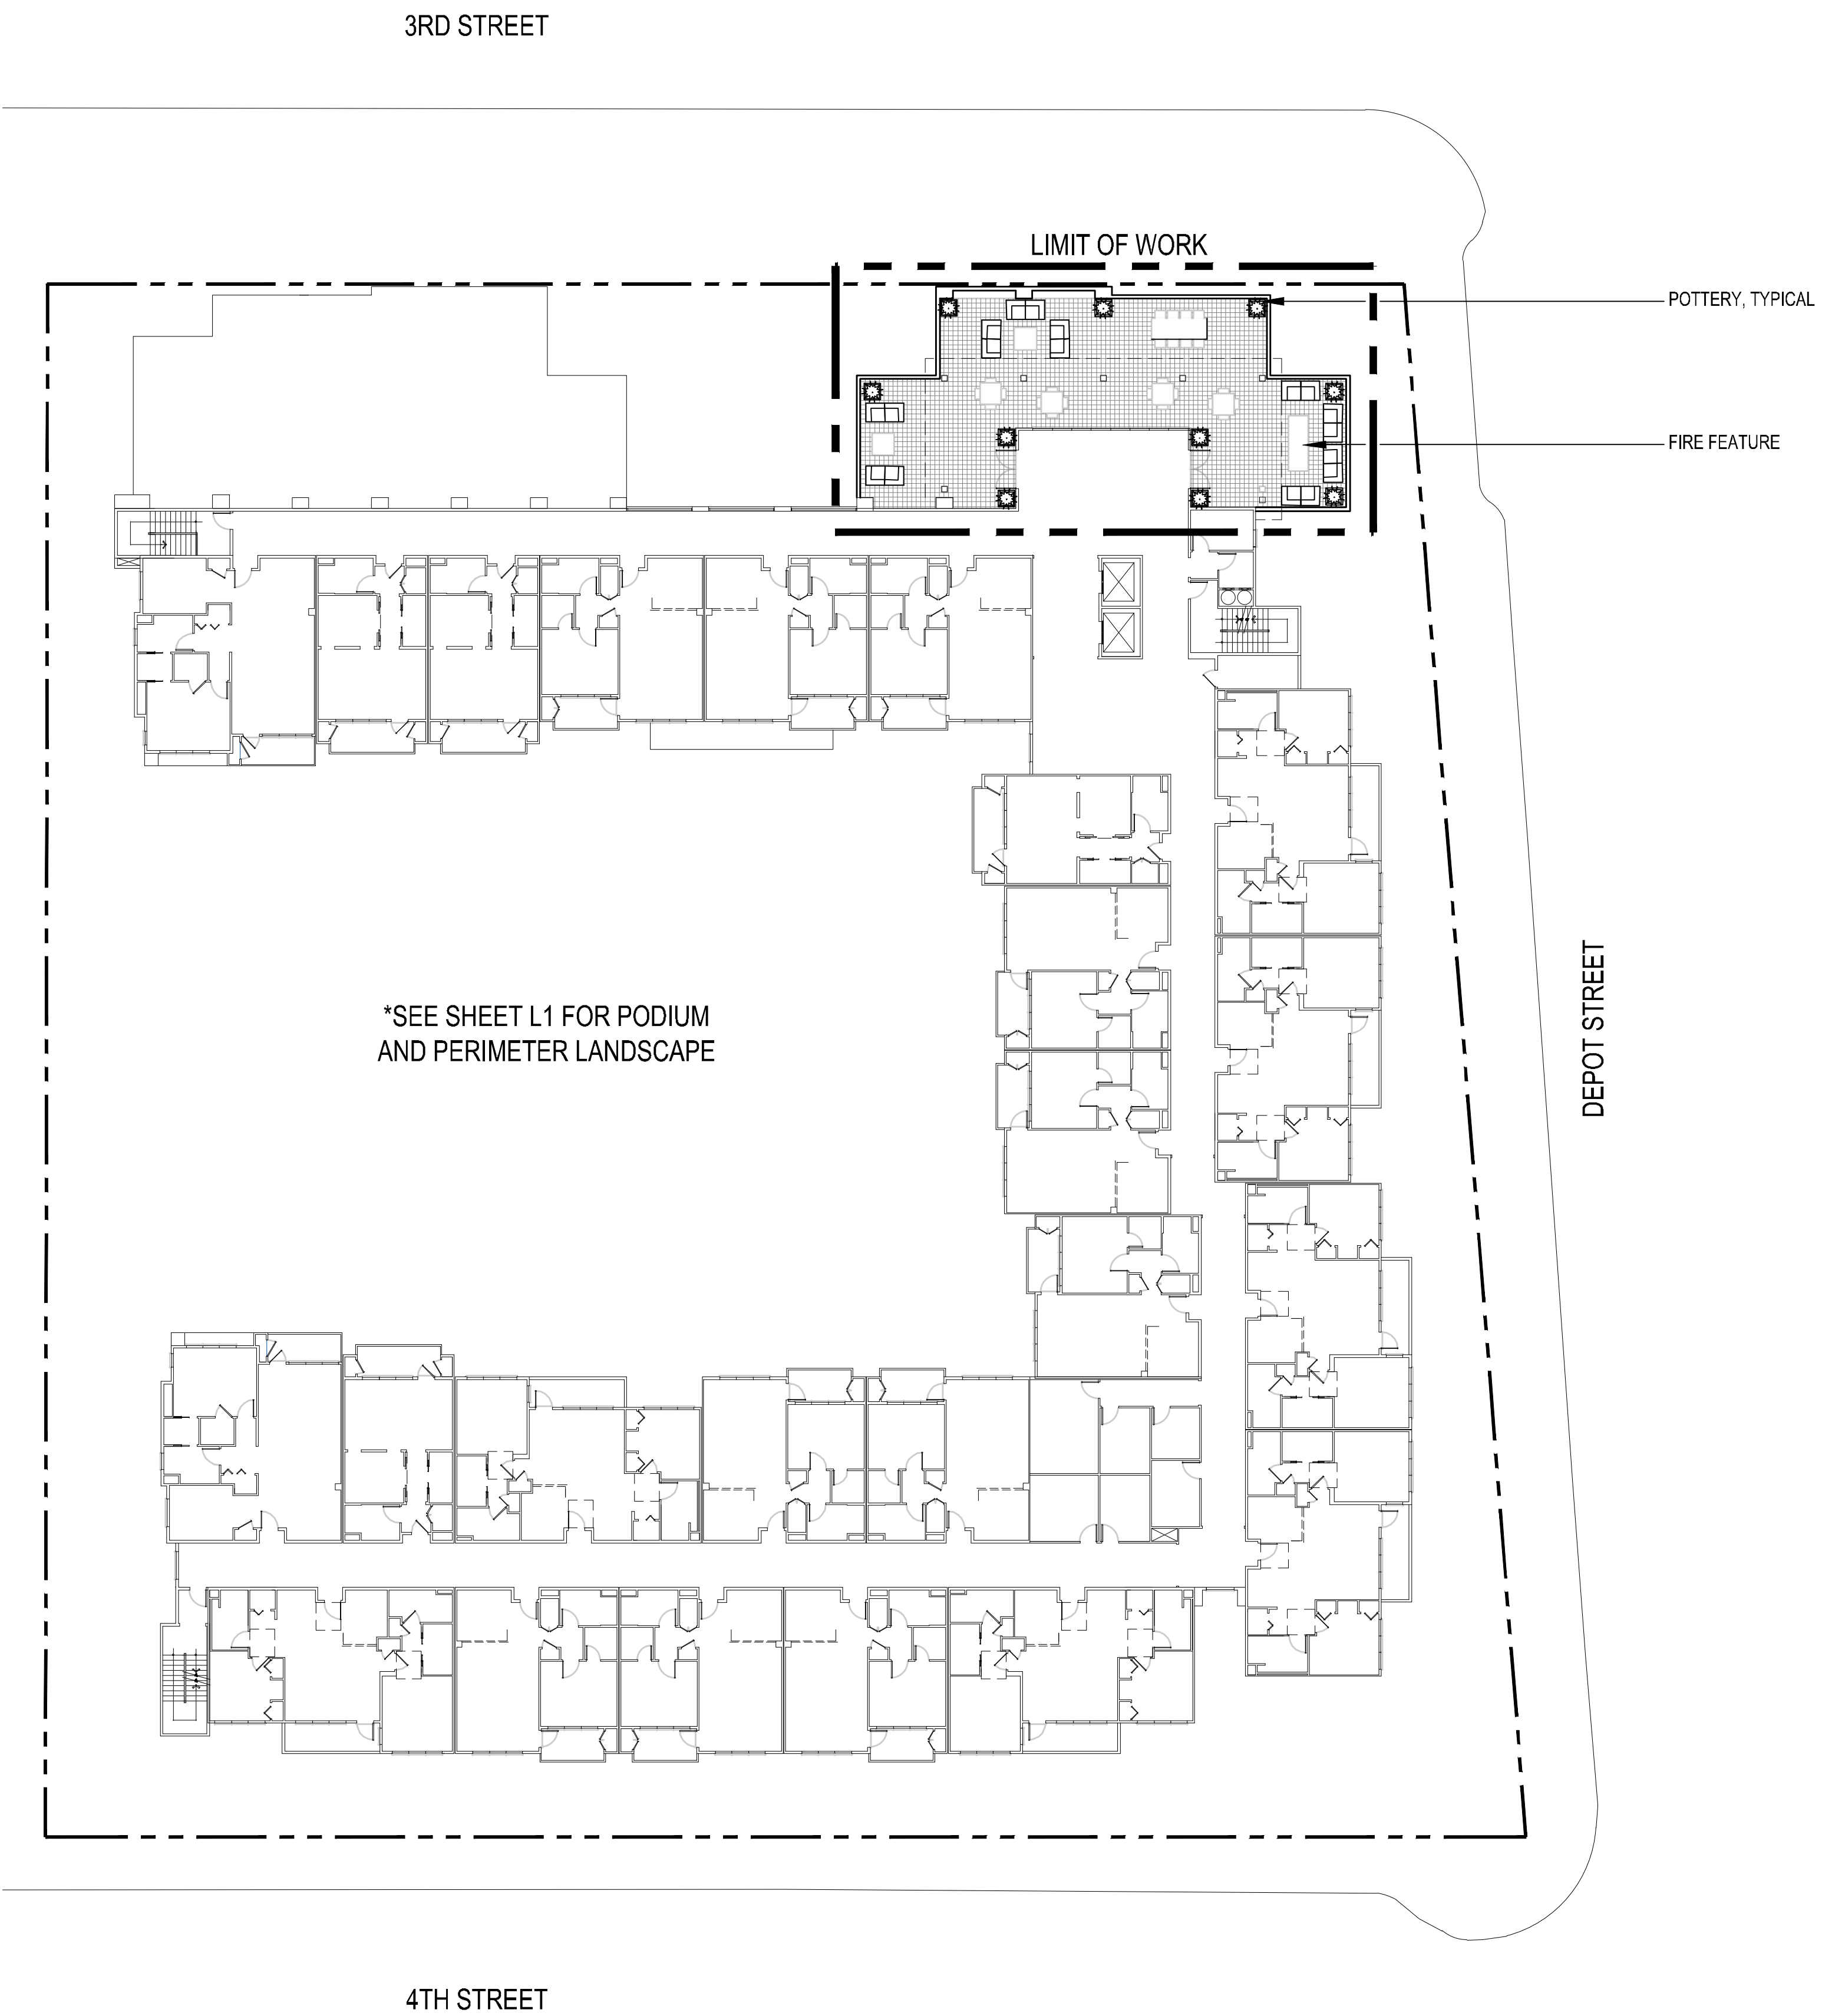 3RD STREET
LIMIT OF WORK
POTTERY, TYPICAL
FIRE FEATURE
*SEE SHEET L1 FOR PODIUM
AND PERIMETER LANDSCAPE
DEPOT STREET
4TH STREET